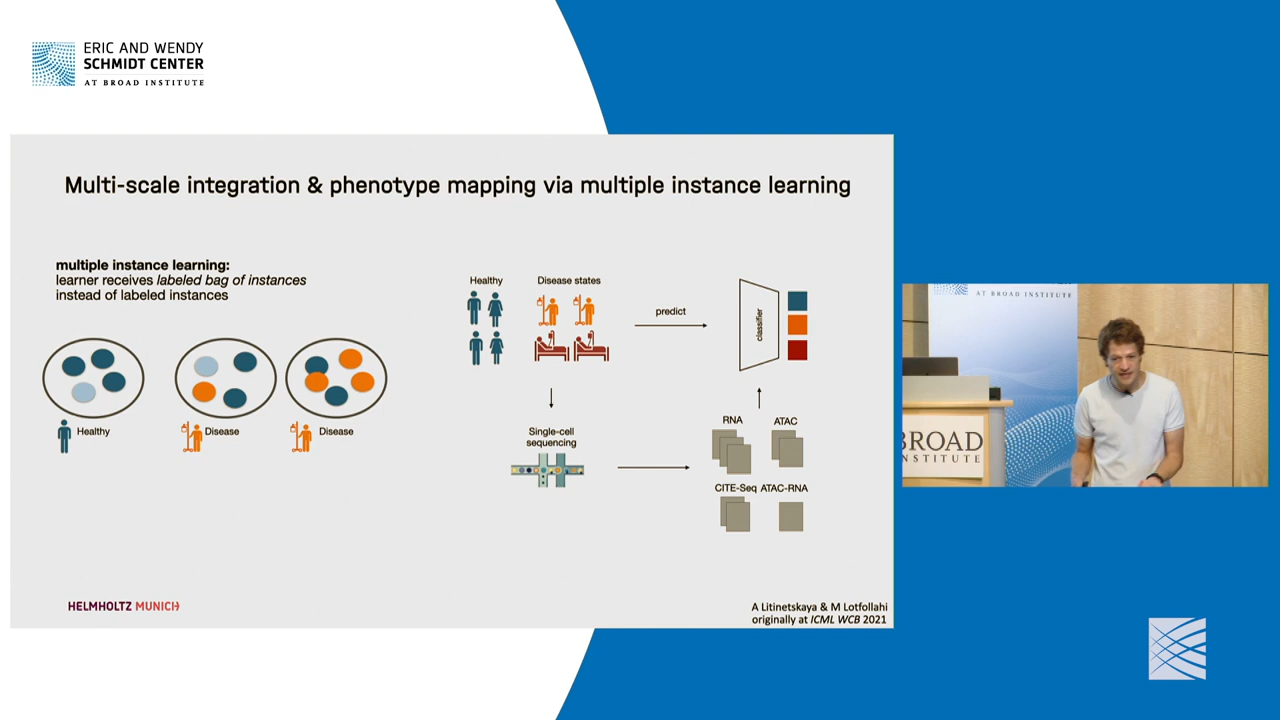 ERIC AND WENDY
SCHMIDT CENTER
AT BROAD INSTITUTE
Multi-scale integration & phenotype mapping via multiple instance learning
multiple instance learning:
learner receives labeled bag of instances
instead of labeled instances
Healthy
Disease
Disease
Healthy
Disease states
predict
classifier
Single-cell
sequencing
RNA
ATAC
CITE-Seq
ATAC-RNA
HELMHOLTZ MUNICH
A Litinetskaya & M Lotfollahi
originally at ICML WCB 2021
AT BROAD INSTITUTE
BROAD
INSTITUTE